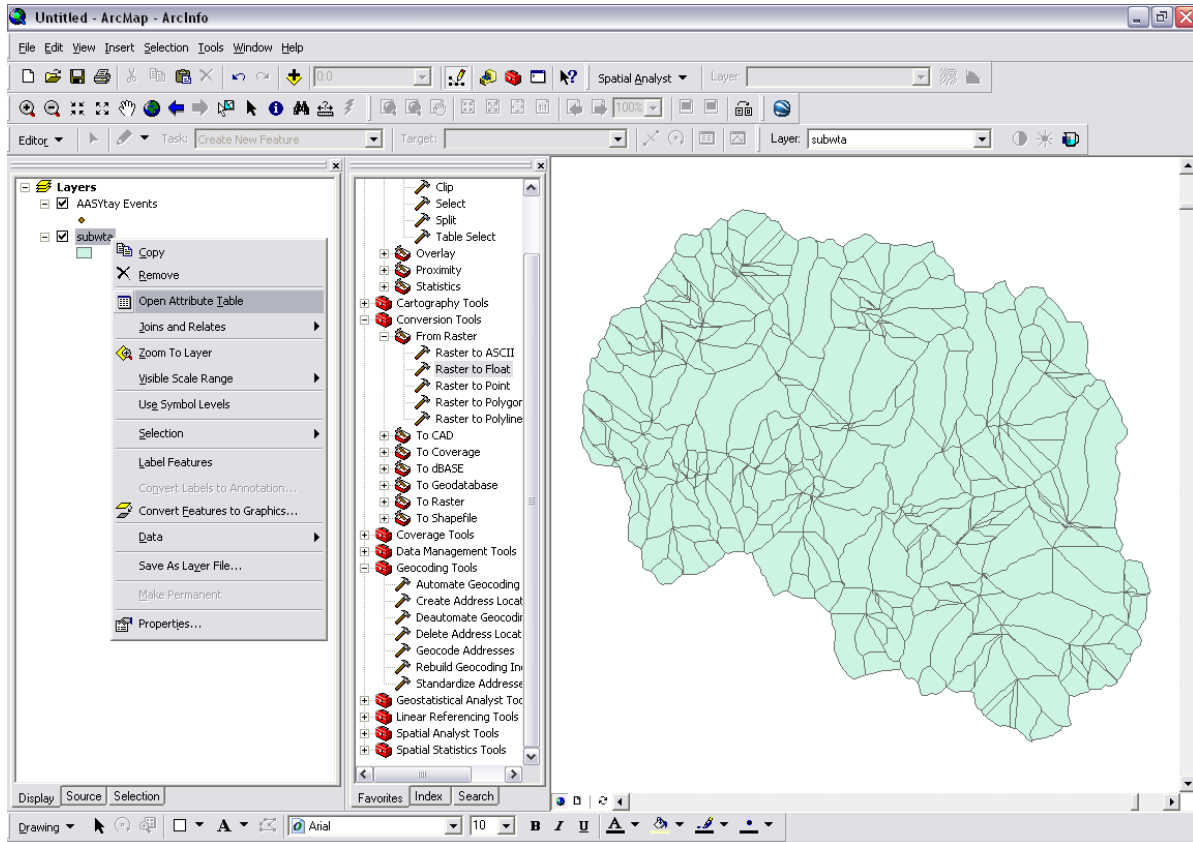 Untitled - ArcMap - ArcInfo
File Edit View Insert Selection Tools Window Help
0:0
Spatial Analyst
Layer:
100%
Editor
Task: Create New Feature
Target:
Layer: subwta
Layers
AASYtay Events
subwta
Copy
Remove
Open Attribute Table
Joins and Relates
Zoom To Layer
Visible Scale Range
Use Symbol Levels
Selection
Label Features
Convert Labels to Annotation...
Convert Features to Graphics...
Data
Save As Layer File...
Make Permanent
Properties...
Display Source Selection
Clip
Select
Split
Table Select
Overlay
Proximity
Statistics
Cartography Tools
Conversion Tools
From Raster
Raster to ASCII
Raster to Float
Raster to Point
Raster to Polygor
Raster to Polyline
To CAD
To Coverage
To dBASE
To Geodatabase
To Raster
To Shapefile
Coverage Tools
Data Management Tools
Geocoding Tools
Automate Geocoding
Create Address Locat
Deautomate Geocodir
Delete Address Locat
Geocode Addresses
Rebuild Geocoding In
Standardize Addresse
Geostatistical Analyst Too
Linear Referencing Tools
Spatial Analyst Tools
Spatial Statistics Tools
Favorites Index Search
Drawing
A
Arial
10
B I U A